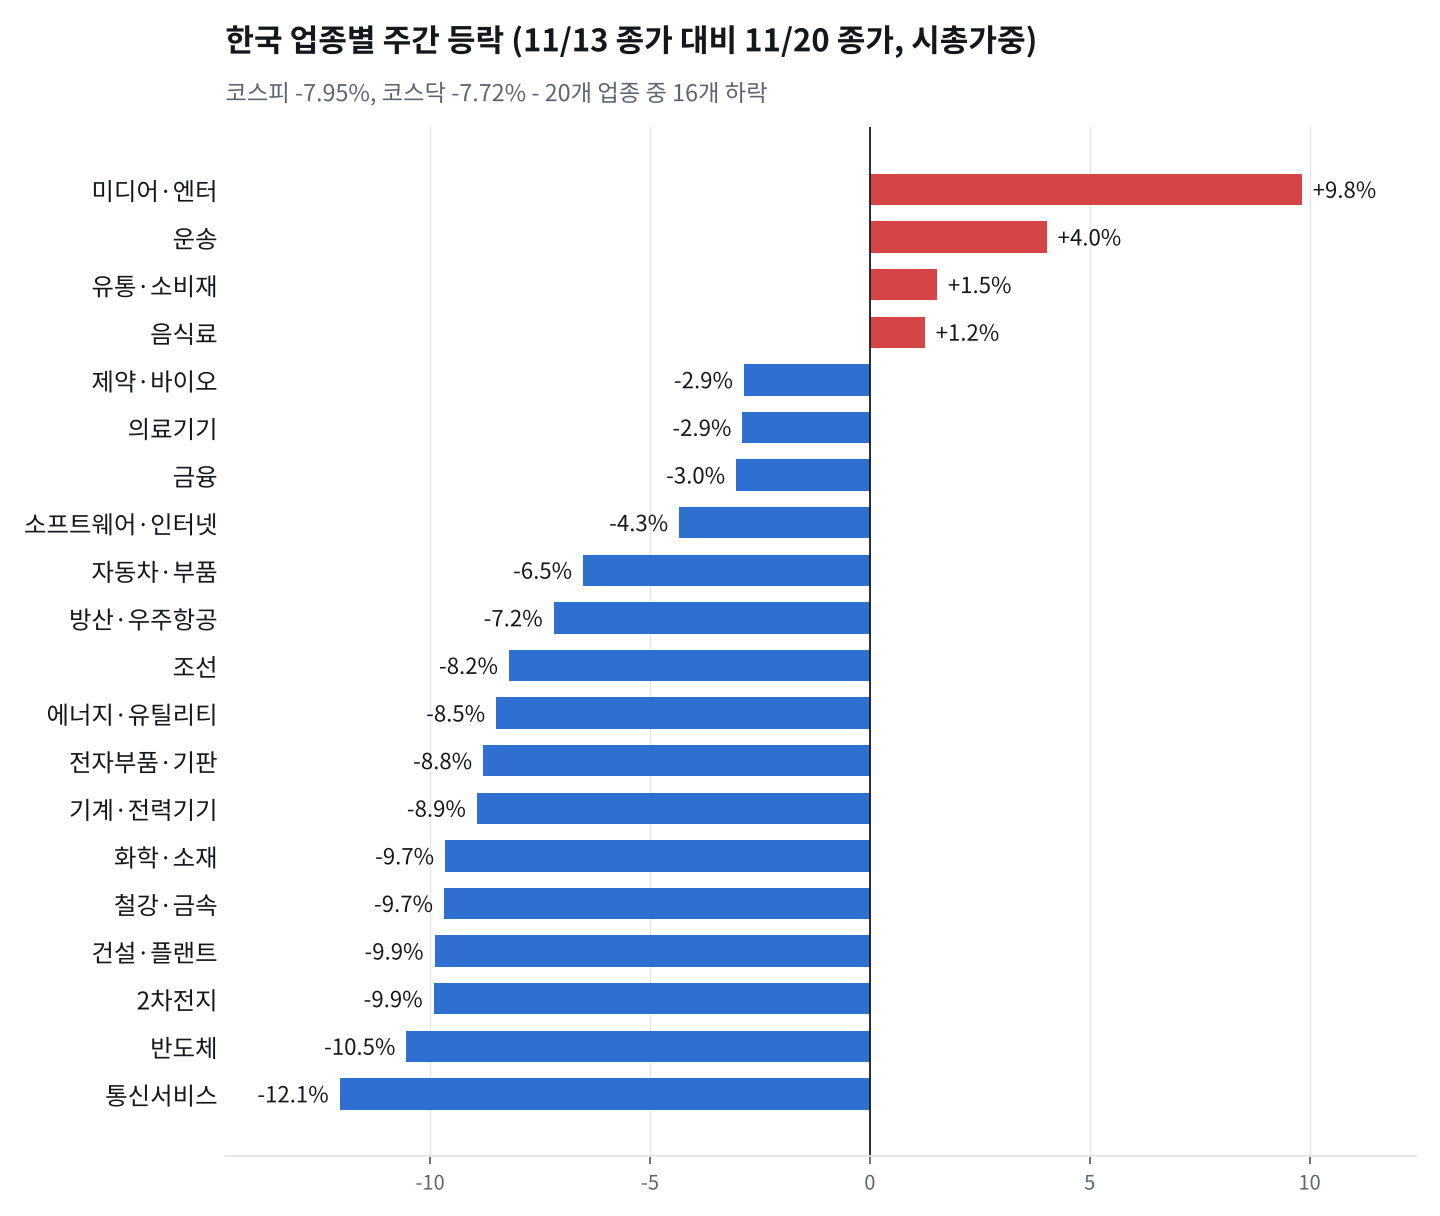 한국 업종별 주간 등락 (11/13 종가 대비 11/20 종가, 시총가중)
코스피 -7.95%, 코스닥 -7.72% - 20개 업종 중 16개 하락
미디어·엔터 +9.8%
운송 +4.0%
유통·소비재 +1.5%
음식료 +1.2%
제약·바이오 -2.9%
의료기기 -2.9%
금융 -3.0%
소프트웨어·인터넷 -4.3%
자동차·부품 -6.5%
방산·우주항공 -7.2%
조선 -8.2%
에너지·유틸리티 -8.5%
전자부품·기판 -8.8%
기계·전력기기 -8.9%
화학·소재 -9.7%
철강·금속 -9.7%
건설·플랜트 -9.9%
2차전지 -9.9%
반도체 -10.5%
통신서비스 -12.1%
-10 -5 0 5 10